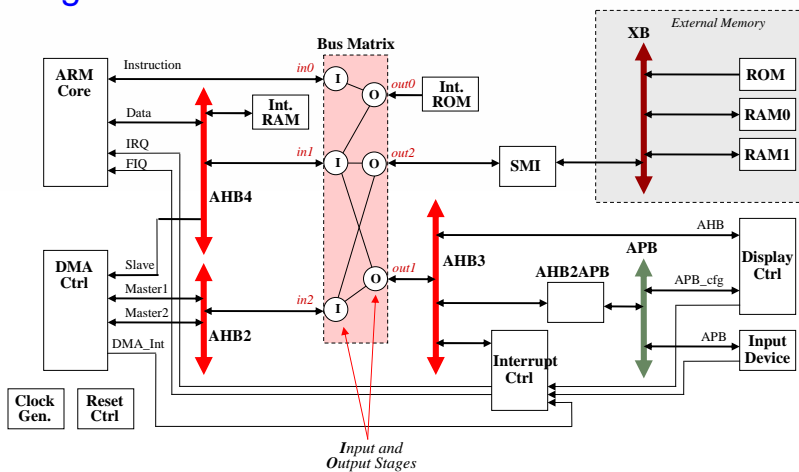 External Memory
XB
Bus Matrix
ARM
Core
Instruction
in0
I
O
out0
Int.
ROM
ROM
Data
Int.
RAM
RAM0
IRQ
FIQ
in1
I
O
out2
SMI
RAM1
AHB4
AHB
Display
Ctrl
DMA
Ctrl
Slave
AHB3
APB
Master1
O
out1
AHB2APB
APB_cfg
Master2
in2
I
AHB2
DMA_Int
Interrupt
Ctrl
APB
Input
Device
Clock
Gen.
Reset
Ctrl
Input and
Output Stages